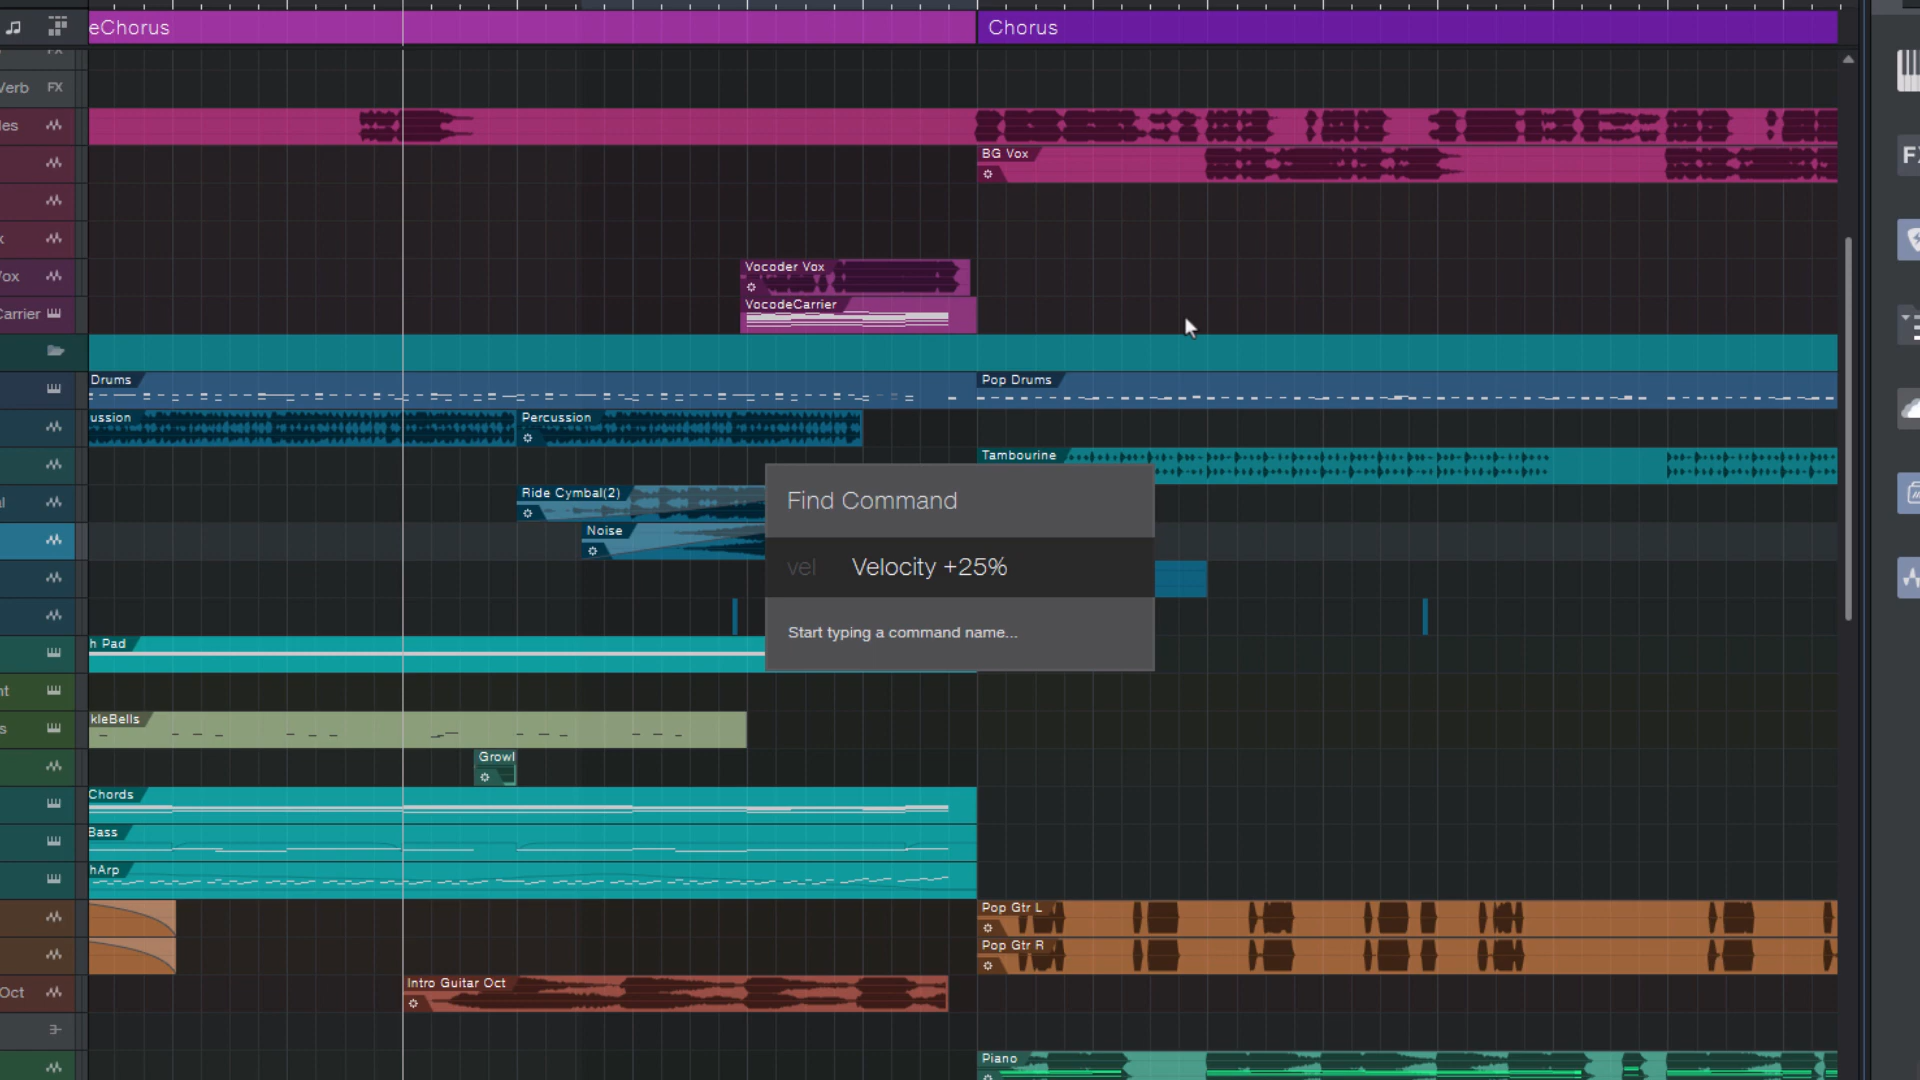 eChorus
Chorus
FX
Verb FX
les
BG Vox
Vocoder Vox
ox
VocodeCarrier
Carrier
Drums
Pop Drums
ussion
Percussion
Tambourine
Ride Cymbal(2)
Noise
Find Command
vel Velocity +25%
Start typing a command name...
h Pad
nt
kleBells
s
Growl
Chords
Bass
hArp
Pop Gtr L
Pop Gtr R
Intro Guitar Oct
Oct
Piano